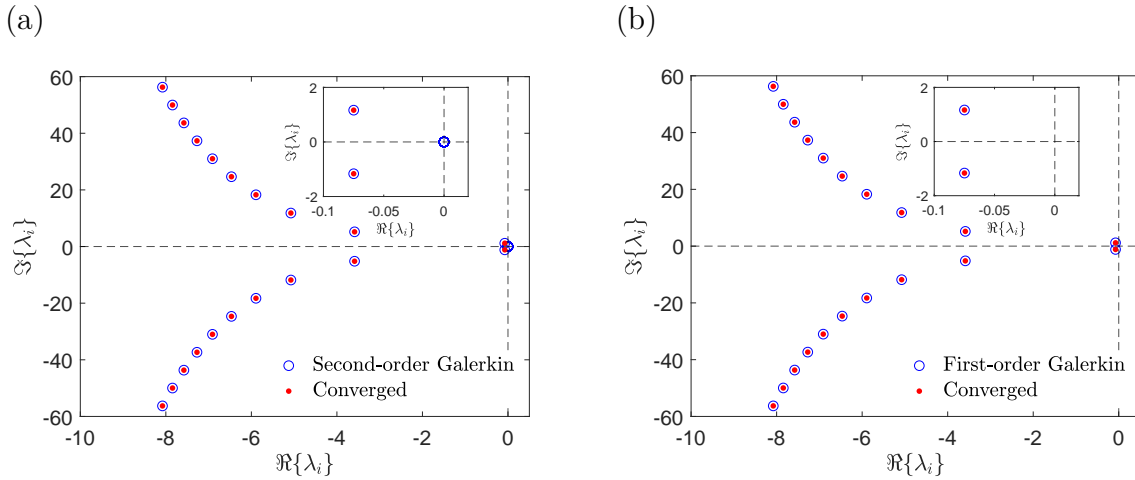 (a)
60
40
20
0
-20
-40
-60
-10
-8
-6
-4
-2
0
ℜ{λᵢ}
ℑ{λᵢ}
2
0
-2
-0.1
-0.05
0
ℜ{λᵢ}
ℑ{λᵢ}
Second-order Galerkin
Converged
(b)
60
40
20
0
-20
-40
-60
-10
-8
-6
-4
-2
0
ℜ{λᵢ}
ℑ{λᵢ}
2
0
-2
-0.1
-0.05
0
ℜ{λᵢ}
ℑ{λᵢ}
First-order Galerkin
Converged